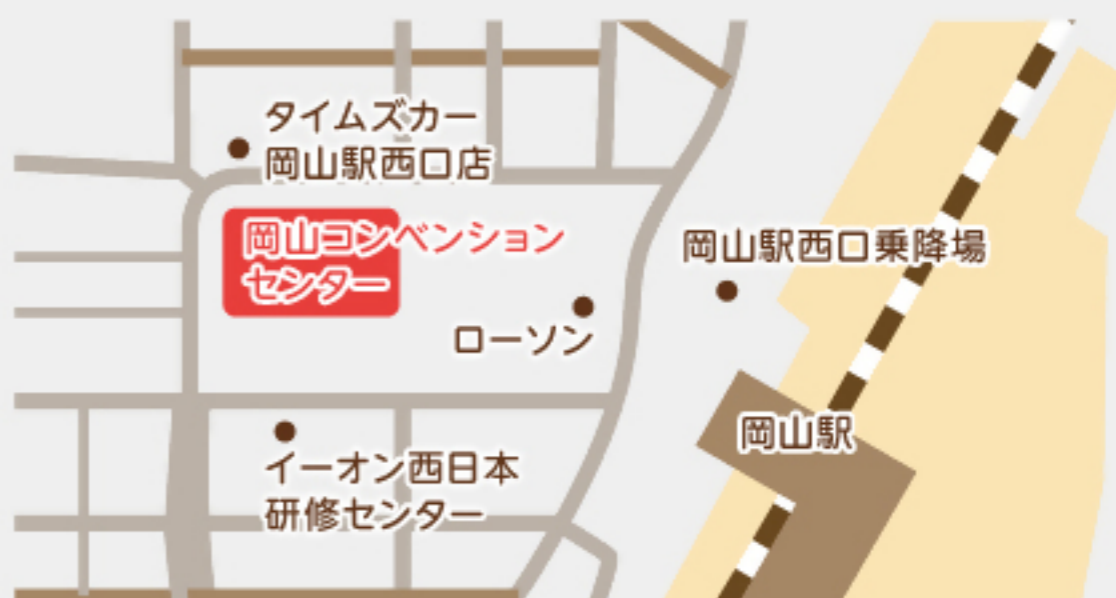 タイムズカー
岡山駅西口店
岡山コンベンション
センター
岡山駅西口乗降場
ローソン
岡山駅
イーオン西日本
研修センター